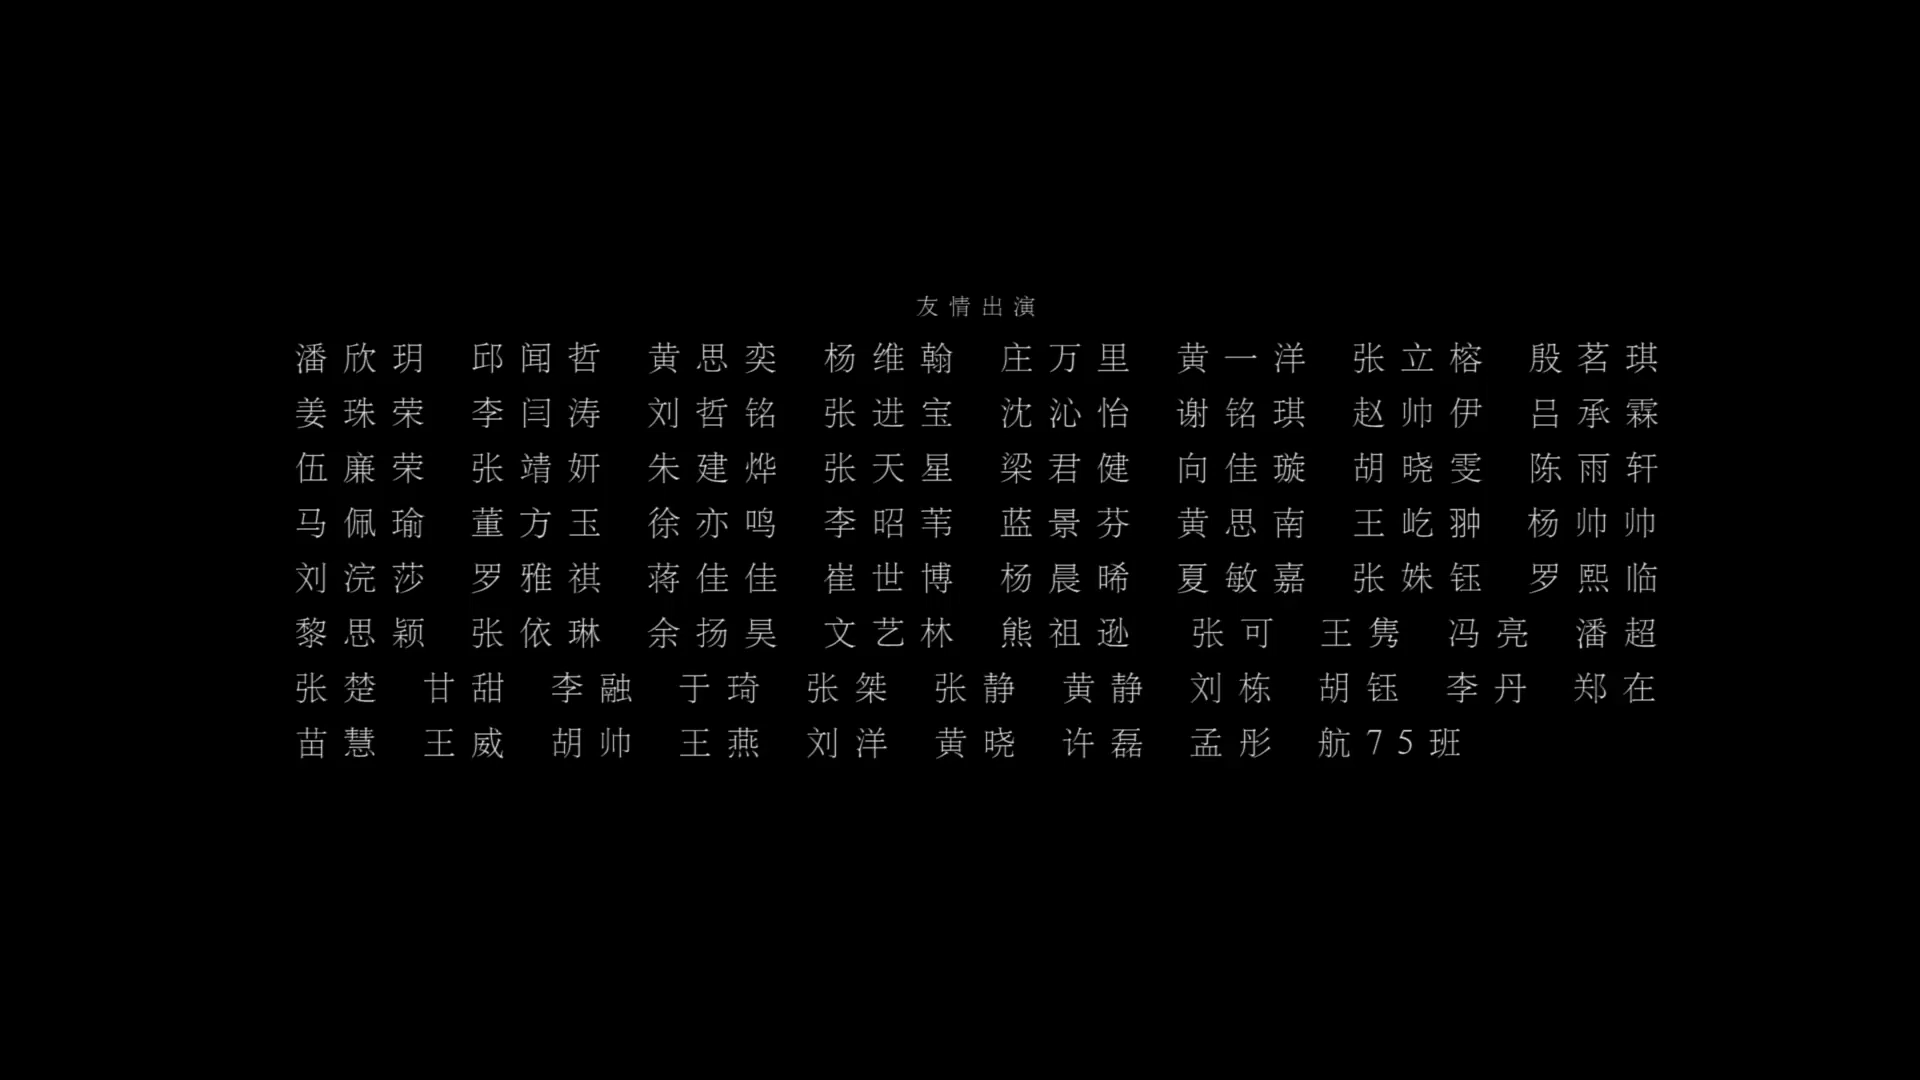 友情出演
潘欣玥 邱闻哲 黄思奕 杨维翰 庄万里 黄一洋 张立榕 殷茗琪
姜珠荣 李闫涛 刘哲铭 张进宝 沈沁怡 谢铭琪 赵帅伊 吕承霖
伍廉荣 张靖妍 朱建烨 张天星 梁君健 向佳璇 胡晓雯 陈雨轩
马佩瑜 董方玉 徐亦鸣 李昭苇 蓝景芬 黄思南 王屹翀 杨帅帅
刘浣莎 罗雅祺 蒋佳佳 崔世博 杨晨晞 夏敏嘉 张姝钰 罗熙临
黎思颖 张依琳 余扬昊 文艺林 熊祖逊 张可 王隽 冯亮 潘超
张楚 甘甜 李融 于琦 张桀 张静 黄静 刘栋 胡钰 李丹 郑在
苗慧 王威 胡帅 王燕 刘洋 黄晓 许磊 孟彤 航75班